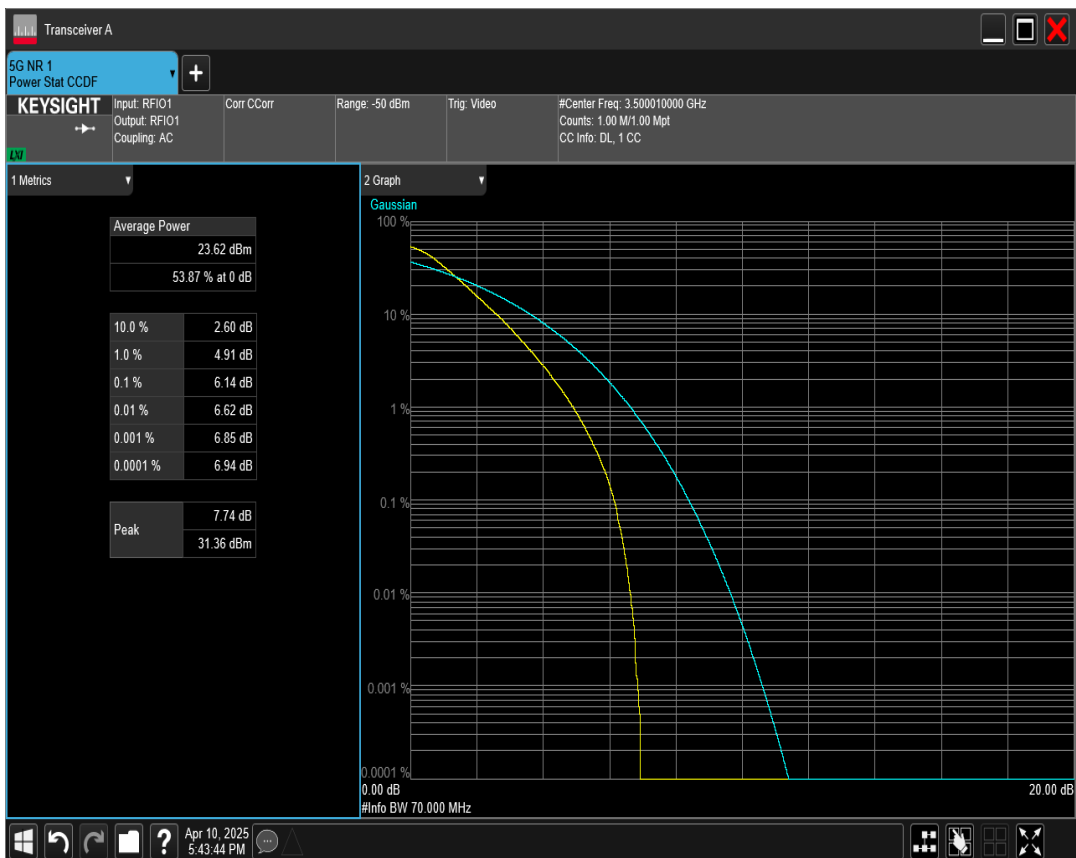 Transceiver A
5G NR 1
Power Stat CCDF
+
KEYSIGHT
LXI
Input: RFIO1
Output: RFIO1
Coupling: AC
Corr CCorr
Range: -50 dBm
Trig: Video
#Center Freq: 3.500010000 GHz
Counts: 1.00 M/1.00 Mpt
CC Info: DL, 1 CC
1 Metrics
Average Power
23.62 dBm
53.87 % at 0 dB
10.0 % 2.60 dB
1.0 % 4.91 dB
0.1 % 6.14 dB
0.01 % 6.62 dB
0.001 % 6.85 dB
0.0001 % 6.94 dB
Peak 7.74 dB
31.36 dBm
2 Graph
Gaussian
100 %
10 %
1 %
0.1 %
0.01 %
0.001 %
0.0001 %
0.00 dB 20.00 dB
#Info BW 70.000 MHz
?
Apr 10, 2025
5:43:44 PM